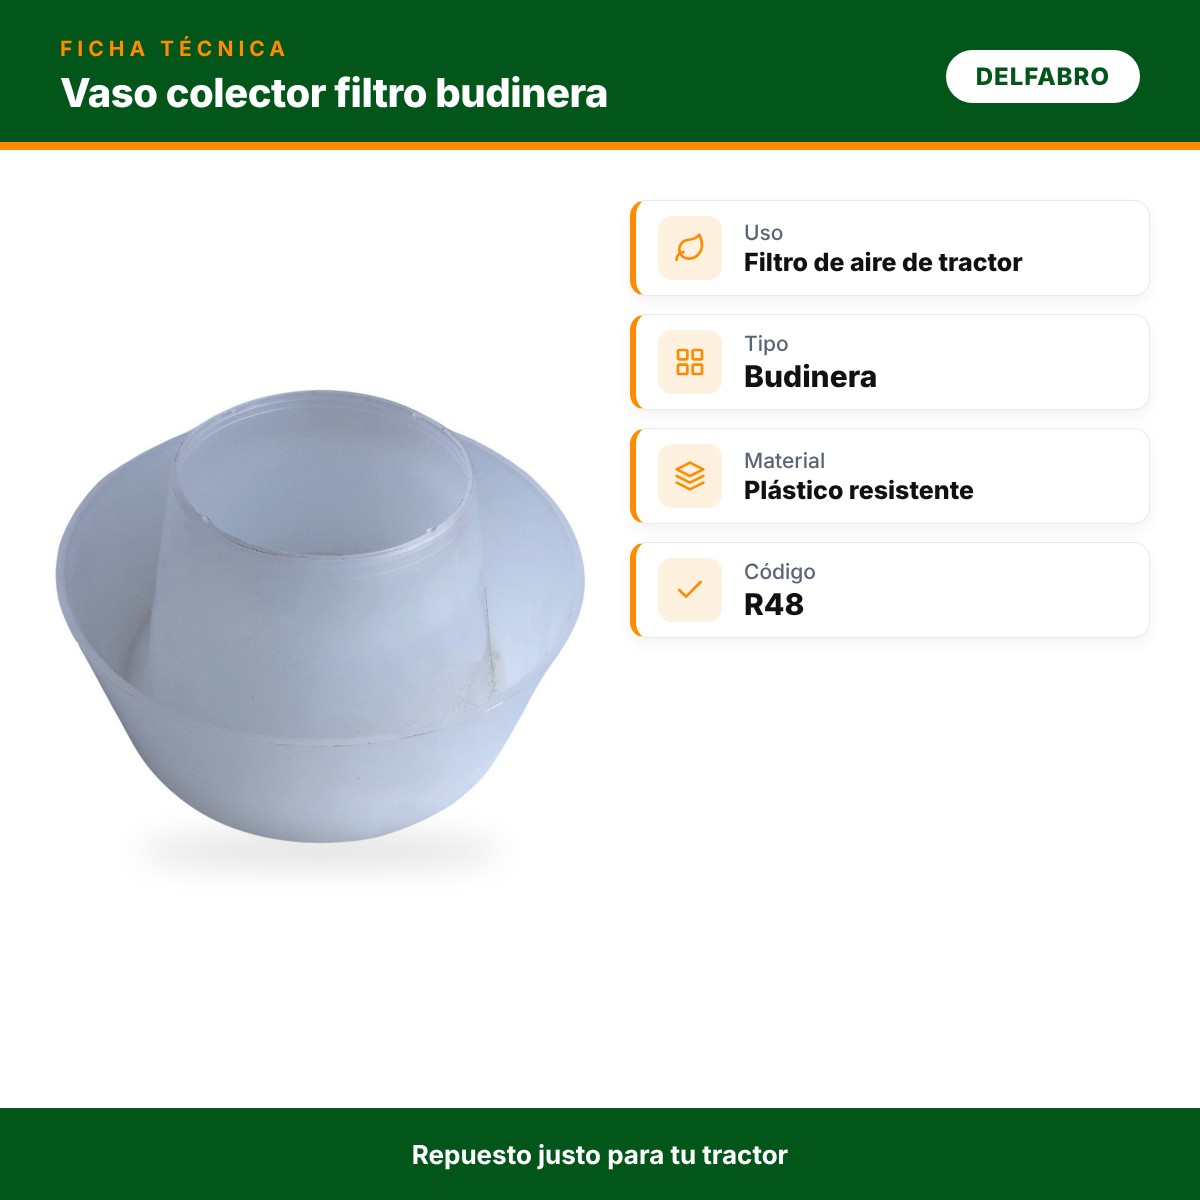 FICHA TÉCNICA
Vaso colector filtro budinera
DELFABRO
Uso
Filtro de aire de tractor
Tipo
Budinera
Material
Plástico resistente
Código
R48
Repuesto justo para tu tractor